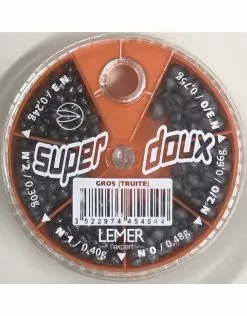 N°3 / 0,24g
N°3/0 / 0,75g
super doux
N°2 / 0,30g
N°2/0 / 0,66g
GROS (TRUITE)
3 522974 454544
LEMER
l'expert
N°1 / 0,40g
N°0 / 0,48g